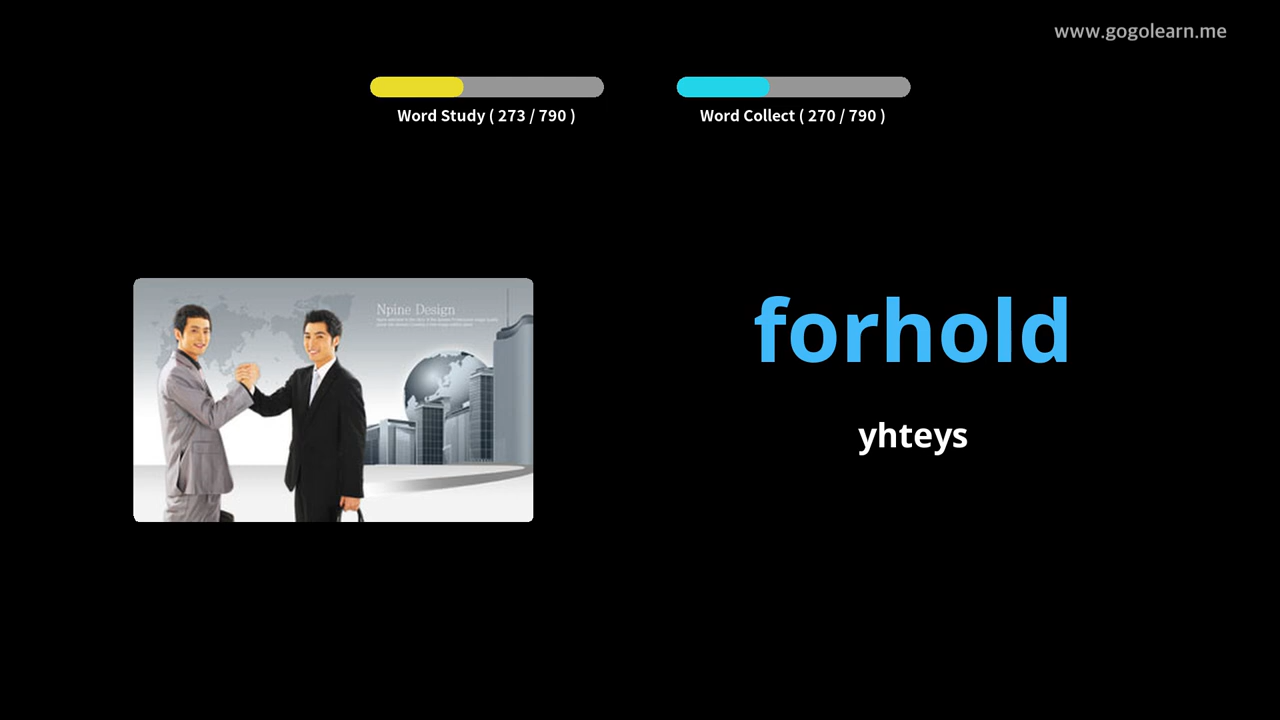 www.gogolearn.me
Word Study ( 273 / 790 )
Word Collect ( 270 / 790 )
Npine Design
forhold
yhteys